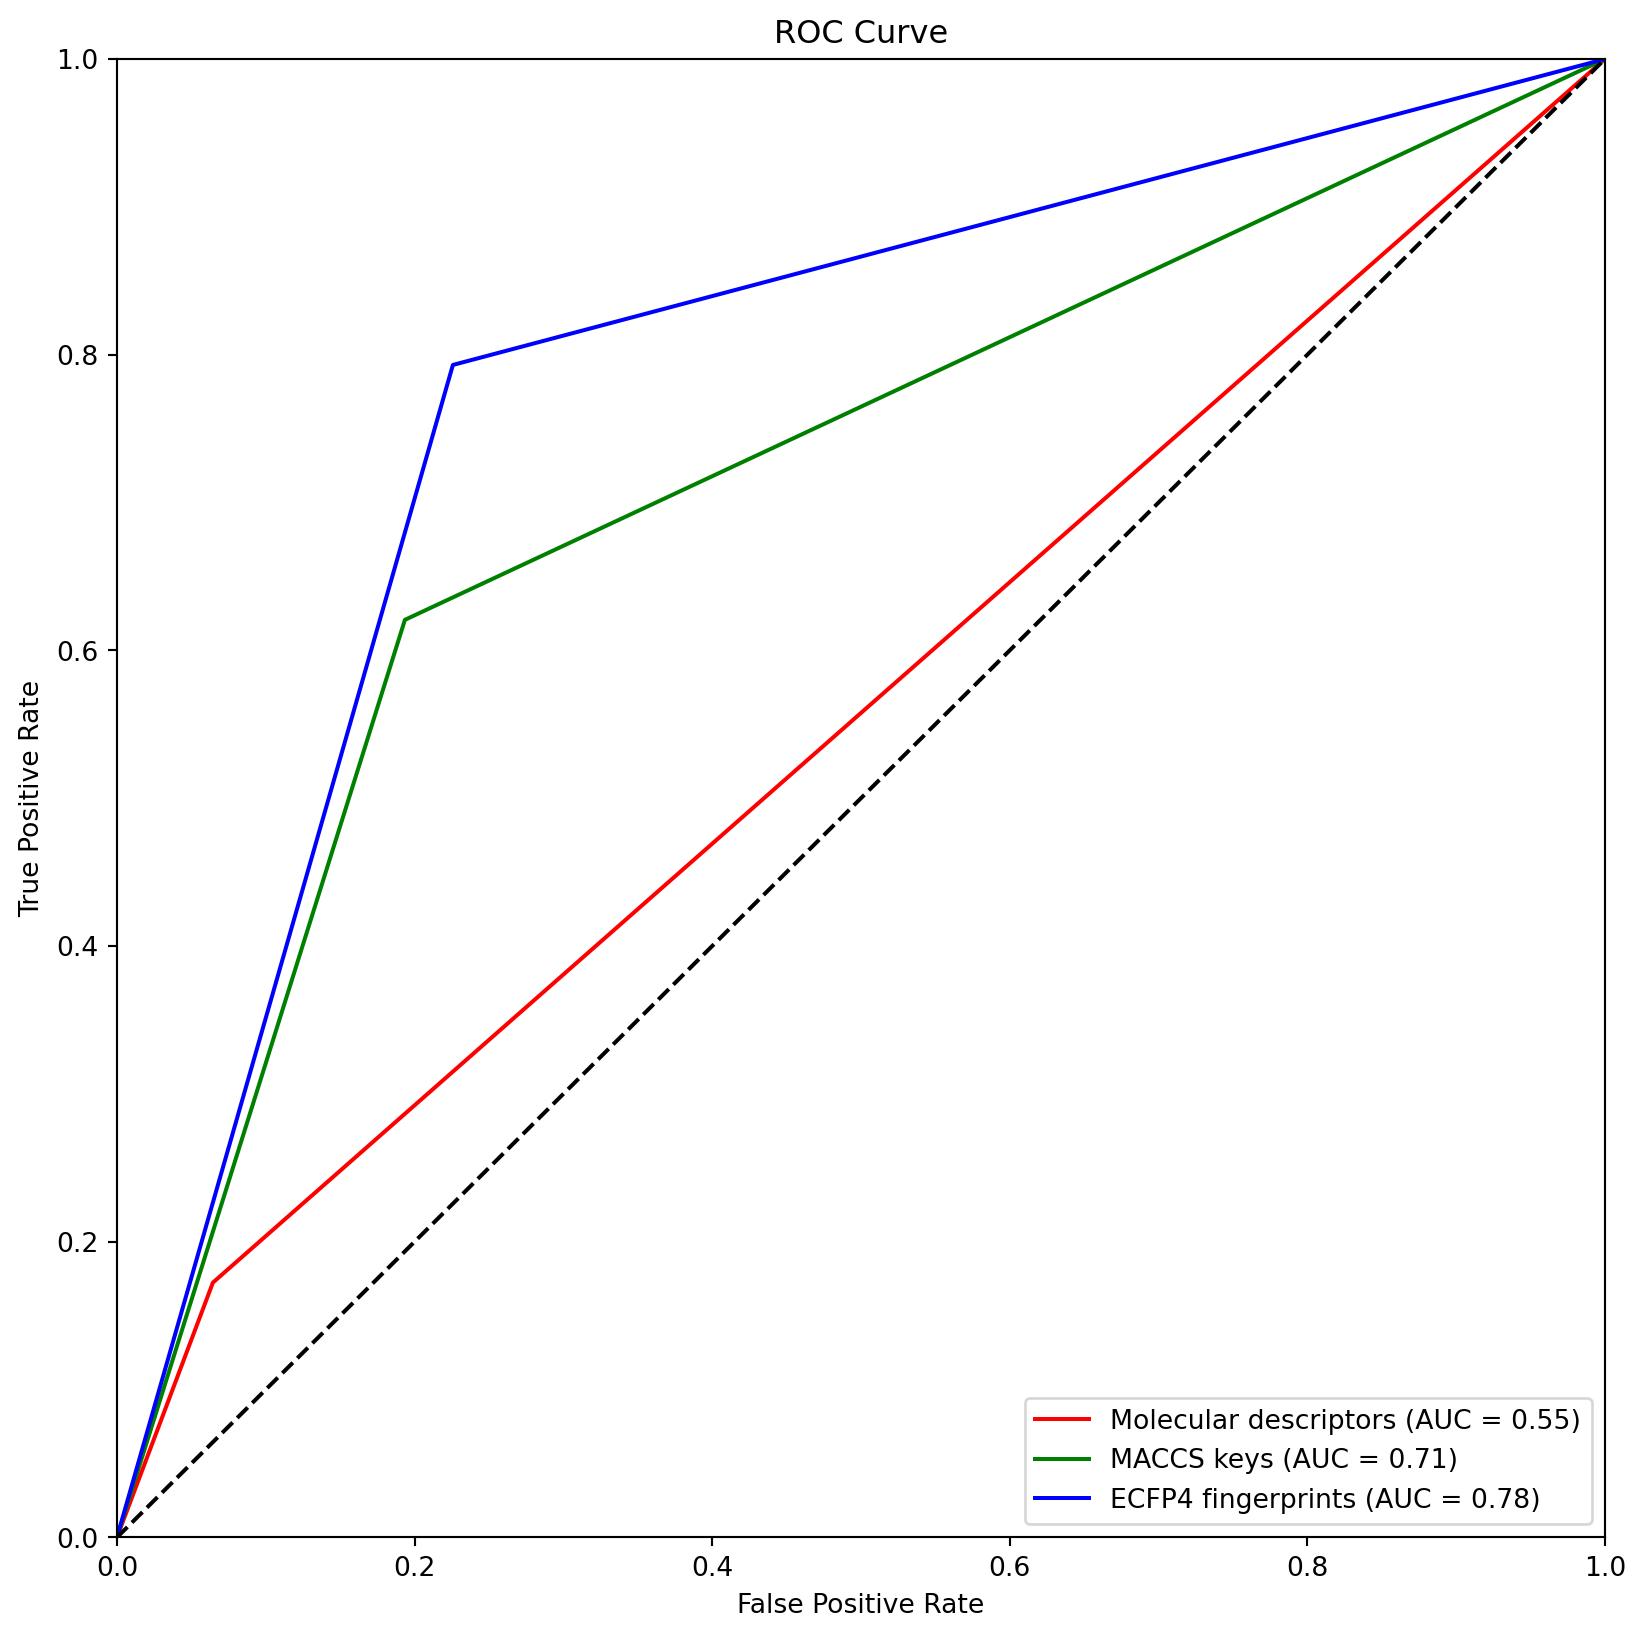 ROC Curve
1.0
0.8
0.6
0.4
0.2
0.0
True Positive Rate
Molecular descriptors (AUC = 0.55)
MACCS keys (AUC = 0.71)
ECFP4 fingerprints (AUC = 0.78)
0.0 0.2 0.4 0.6 0.8 1.0
False Positive Rate